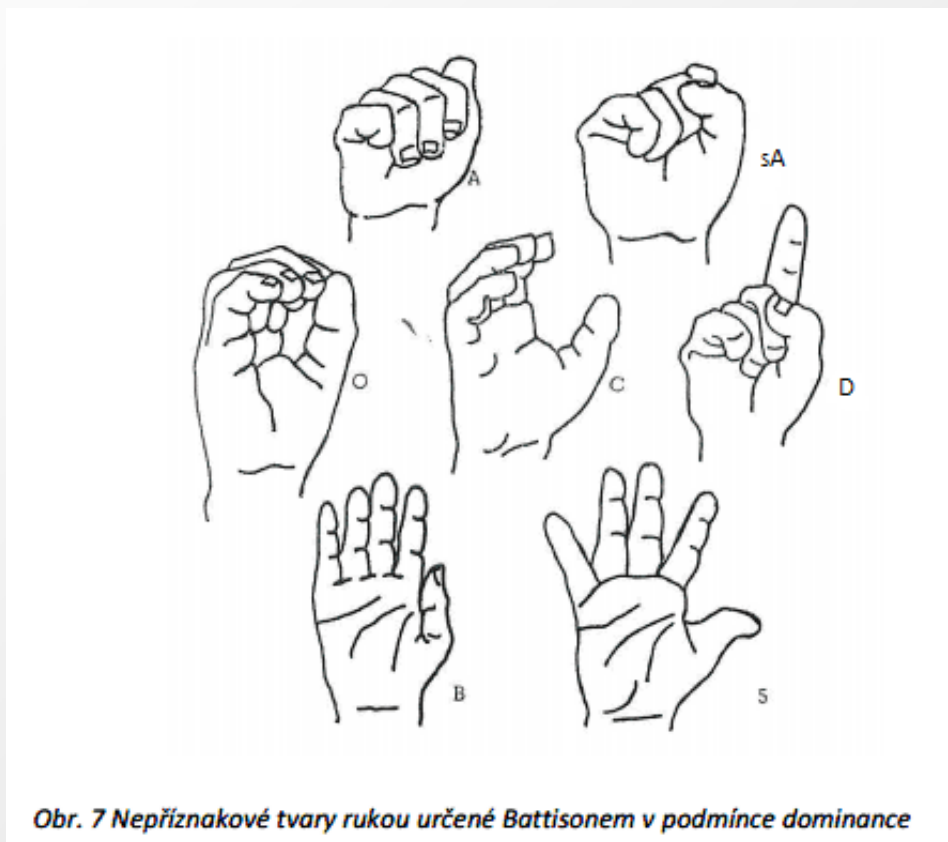 A
sA
O
C
D
B
5
Obr. 7 Nepříznakové tvary rukou určené Battisonem v podmínce dominance